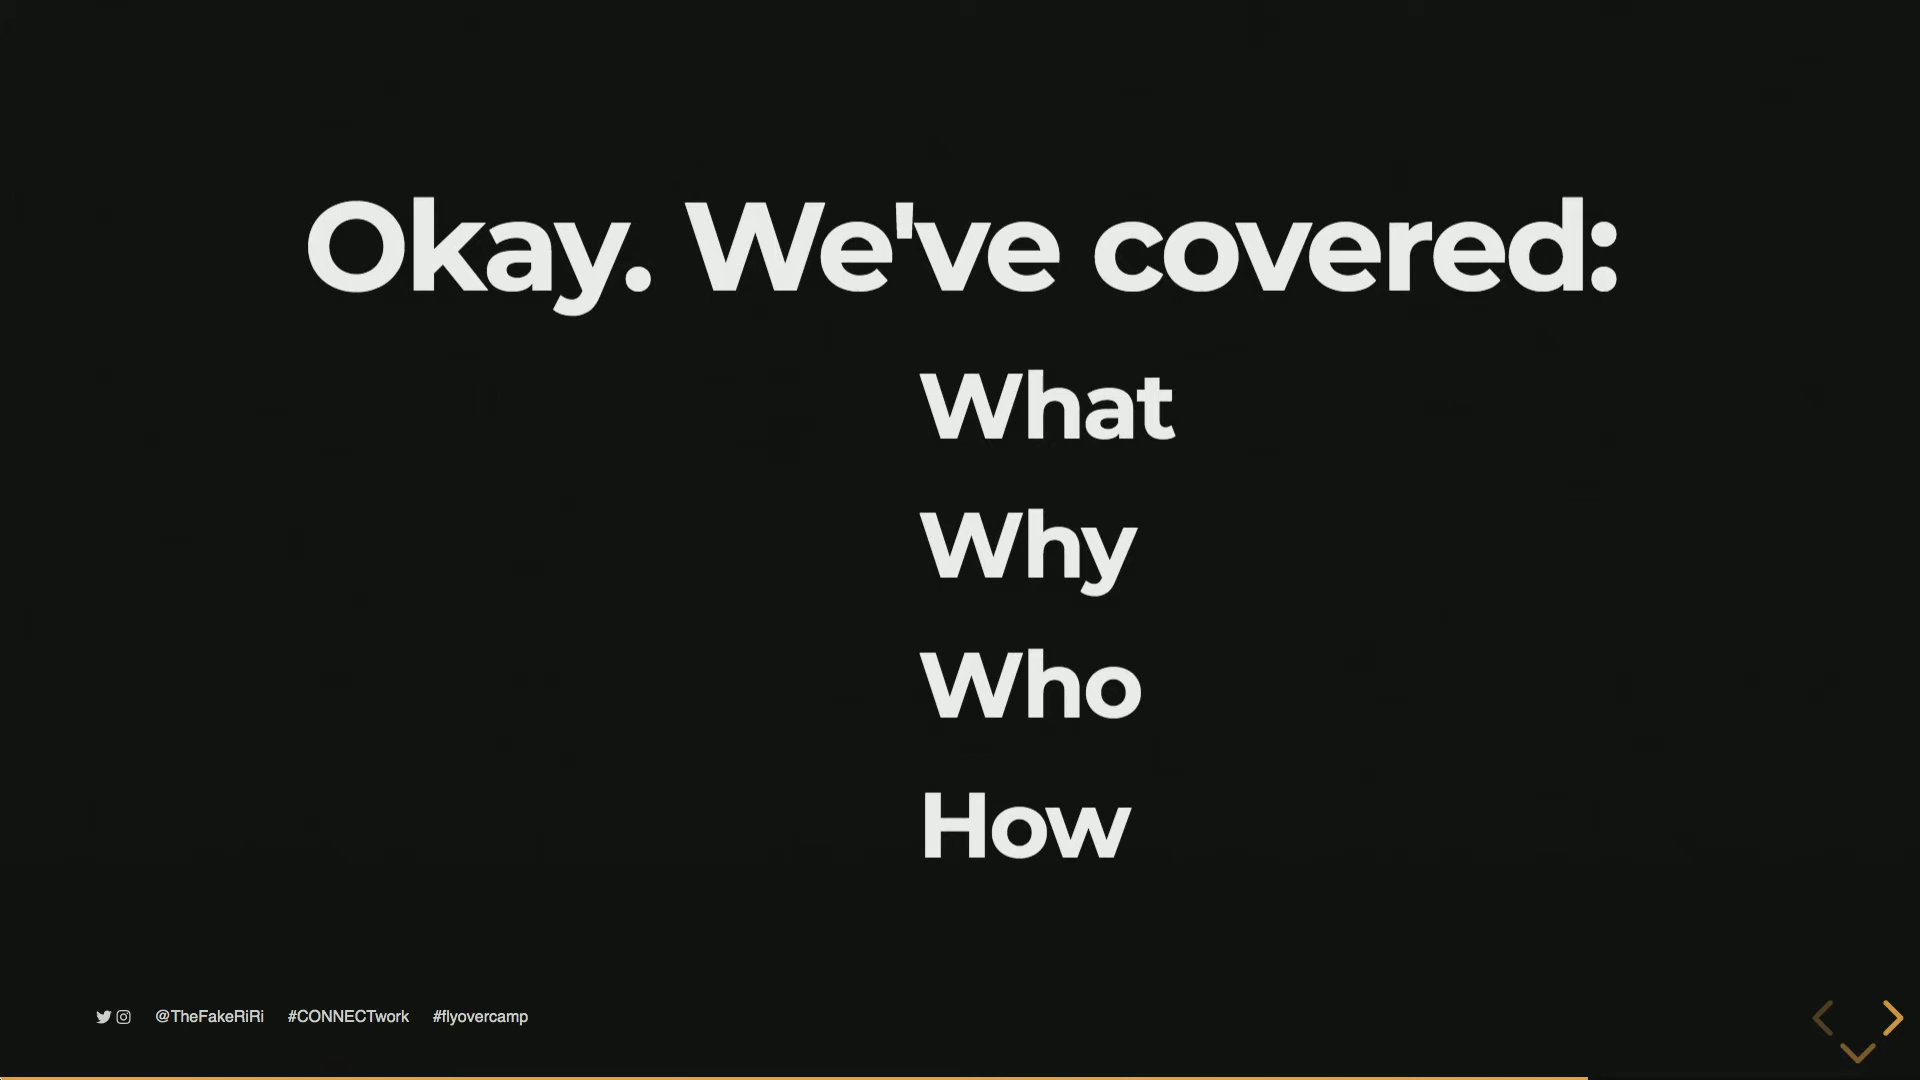 Okay. We've covered:
What
Why
Who
How
@TheFakeRiRi #CONNECTwork #flyovercamp